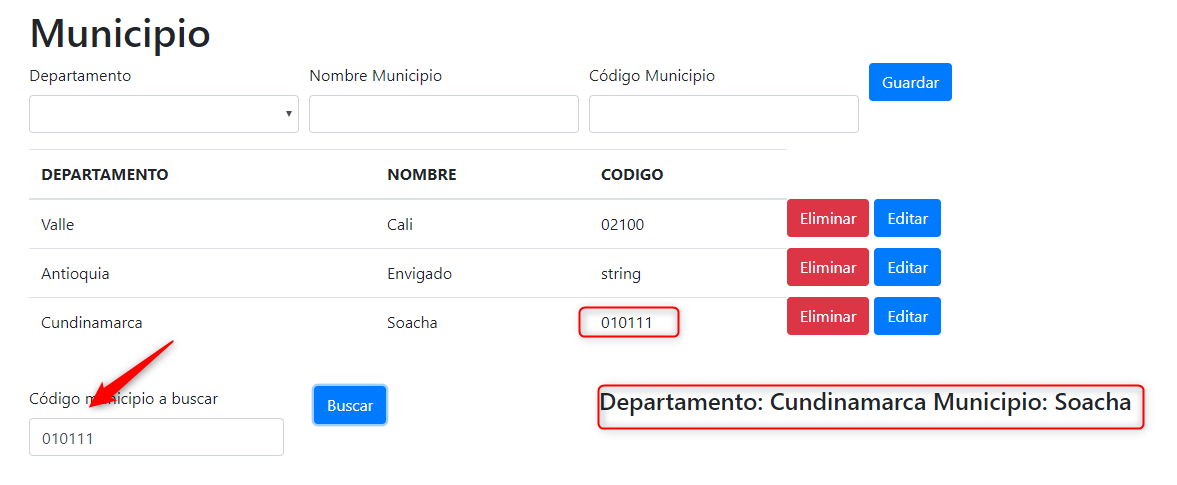 Municipio
Departamento Nombre Municipio Código Municipio Guardar
DEPARTAMENTO NOMBRE CODIGO
Valle Cali 02100 Eliminar Editar
Antioquia Envigado string Eliminar Editar
Cundinamarca Soacha 010111 Eliminar Editar
Código municipio a buscar Buscar Departamento: Cundinamarca Municipio: Soacha
010111